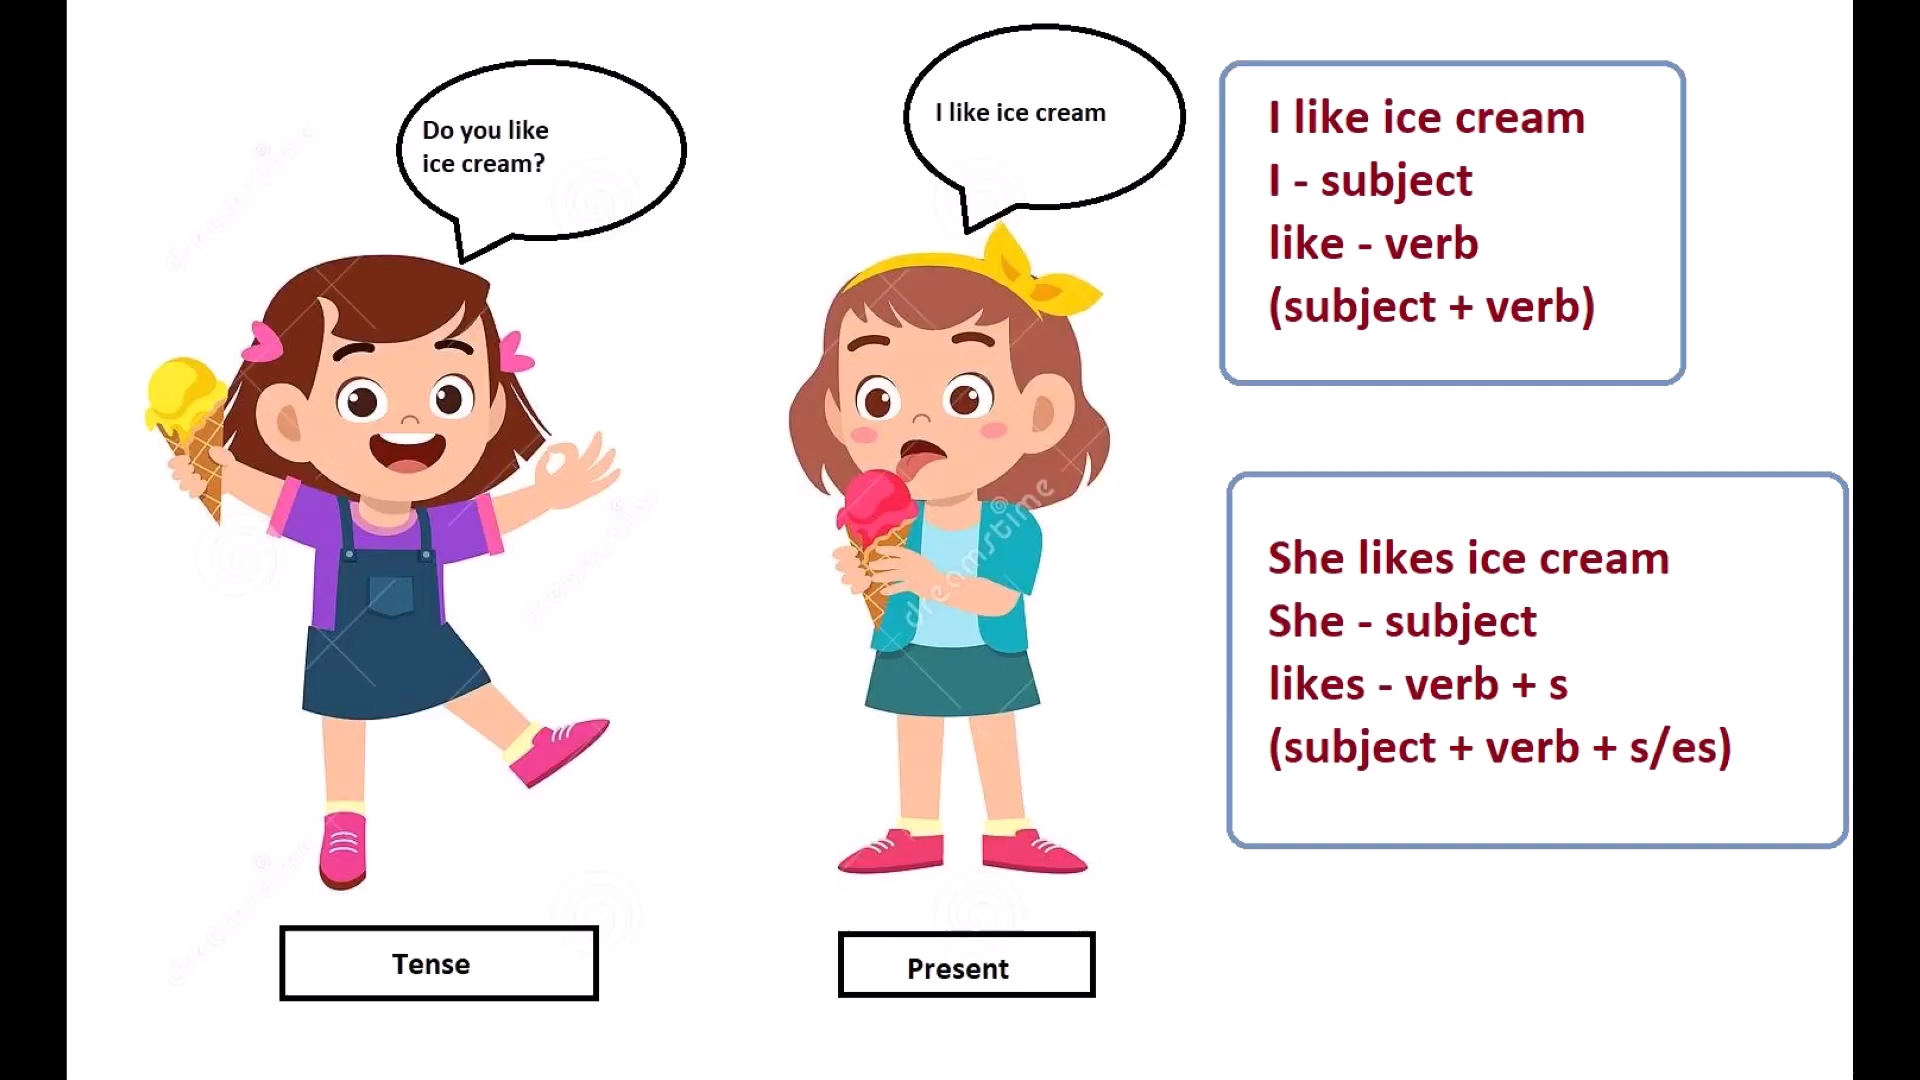 Do you like
ice cream?
I like ice cream
I like ice cream
I - subject
like - verb
(subject + verb)
She likes ice cream
She - subject
likes - verb + s
(subject + verb + s/es)
dreamstime
Tense
Present